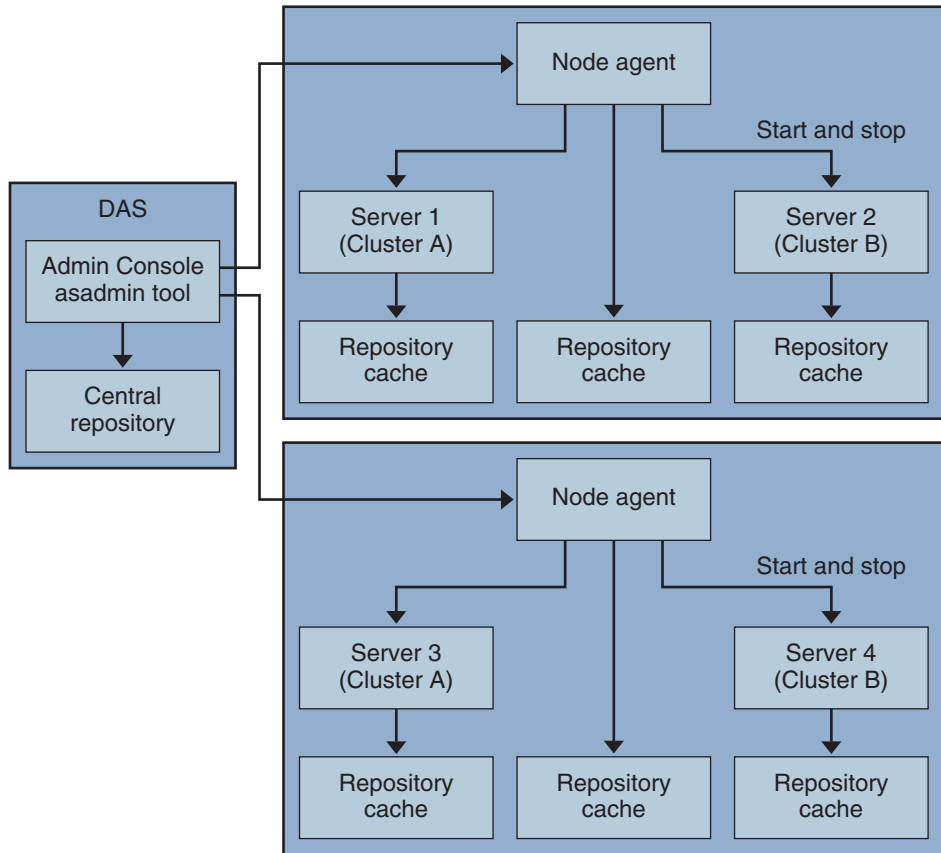 Node agent
Start and stop
DAS
Server 1
(Cluster A)
Server 2
(Cluster B)
Admin Console
asadmin tool
Repository
cache
Repository
cache
Repository
cache
Central
repository
Node agent
Start and stop
Server 3
(Cluster A)
Server 4
(Cluster B)
Repository
cache
Repository
cache
Repository
cache